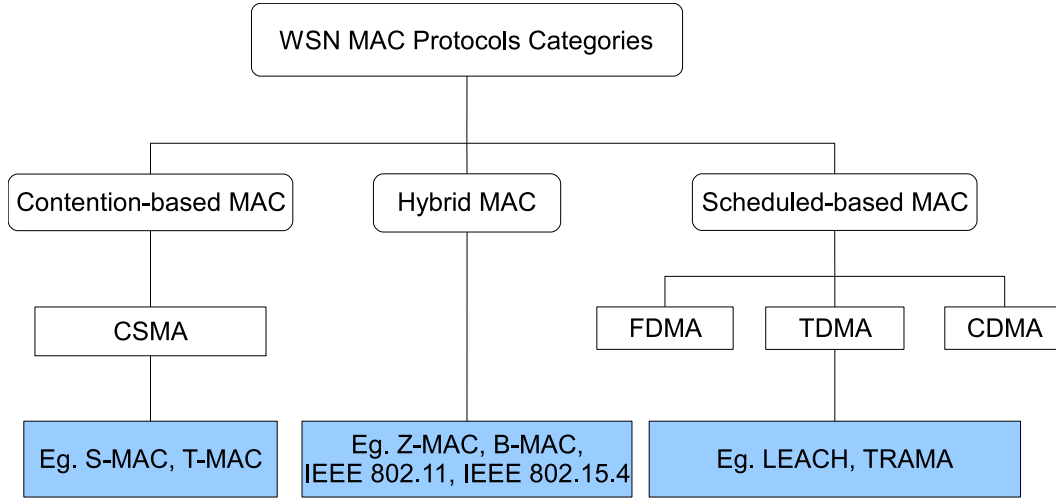 WSN MAC Protocols Categories
Contention-based MAC
Hybrid MAC
Scheduled-based MAC
CSMA
FDMA
TDMA
CDMA
Eg. S-MAC, T-MAC
Eg. Z-MAC, B-MAC,
IEEE 802.11, IEEE 802.15.4
Eg. LEACH, TRAMA